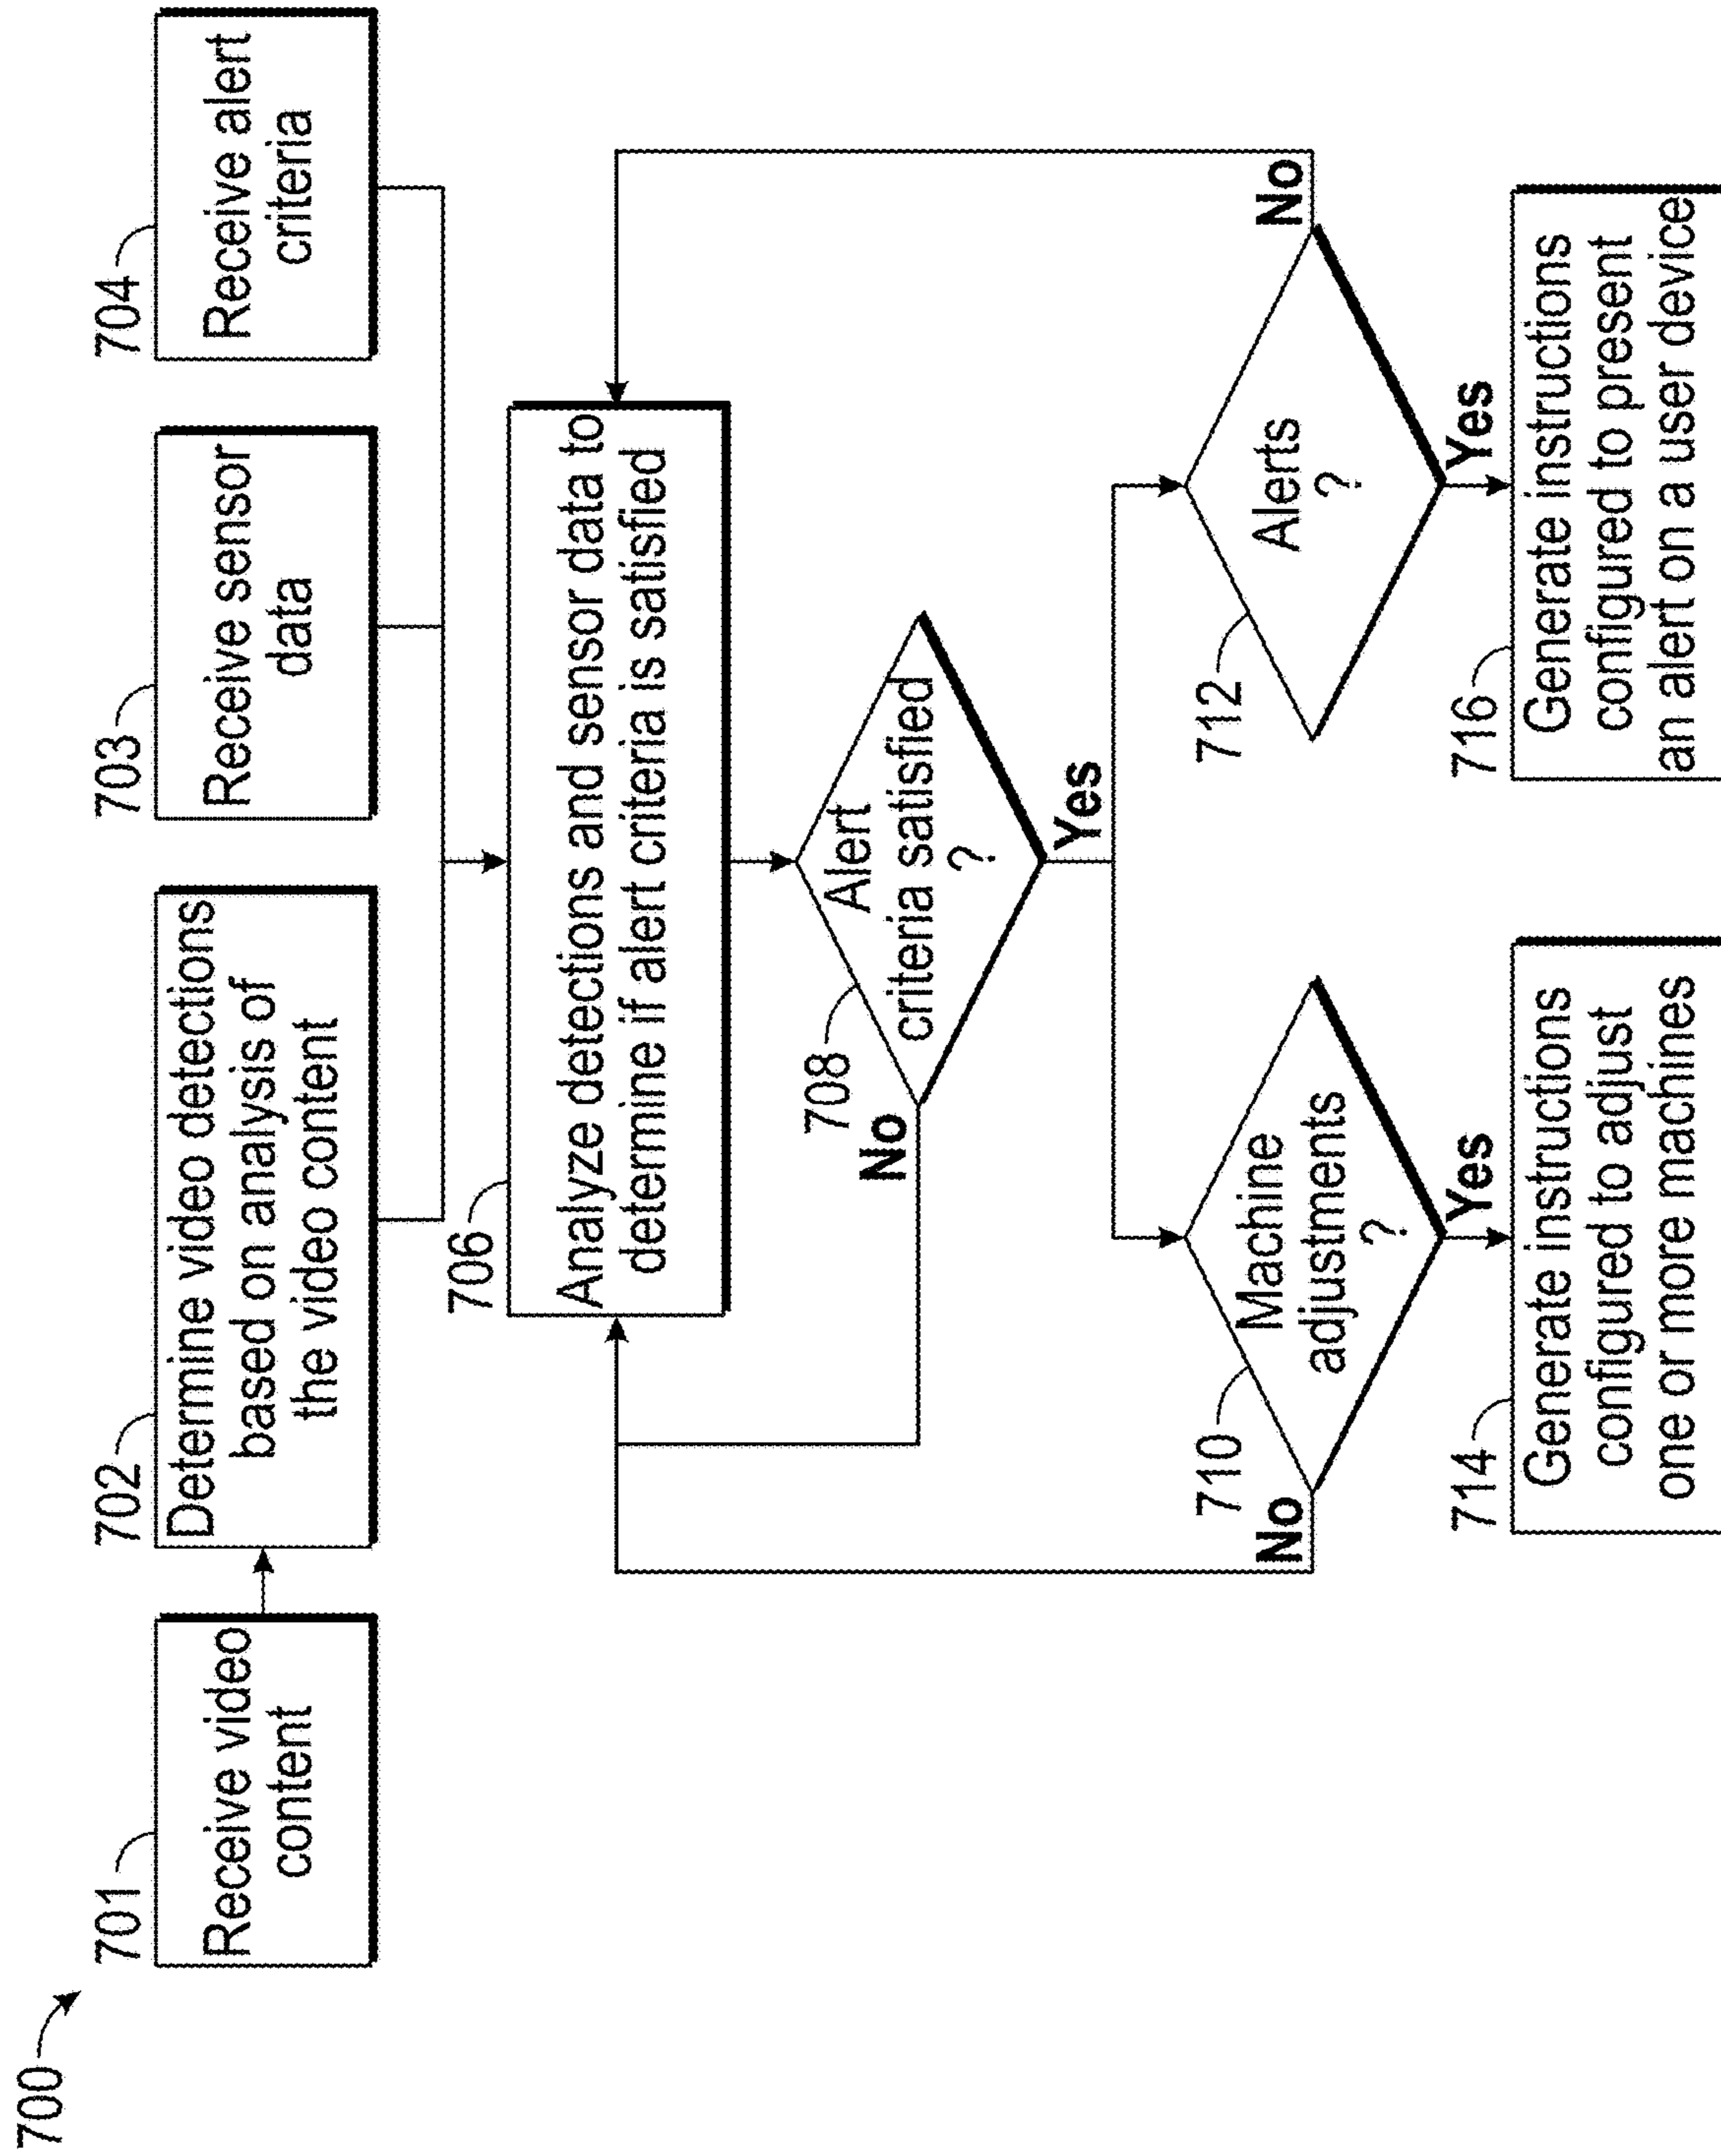 700
701
Receive video
content
702
Determine video detections
based on analysis of
the video content
703
Receive sensor
data
704
Receive alert
criteria
706
Analyze detections and sensor data to
determine if alert criteria is satisfied
708
Alert
criteria satisfied
?
No
Yes
710
Machine
adjustments
?
No
Yes
712
Alerts
?
No
Yes
714
Generate instructions
configured to adjust
one or more machines
716
Generate instructions
configured to present
an alert on a user device